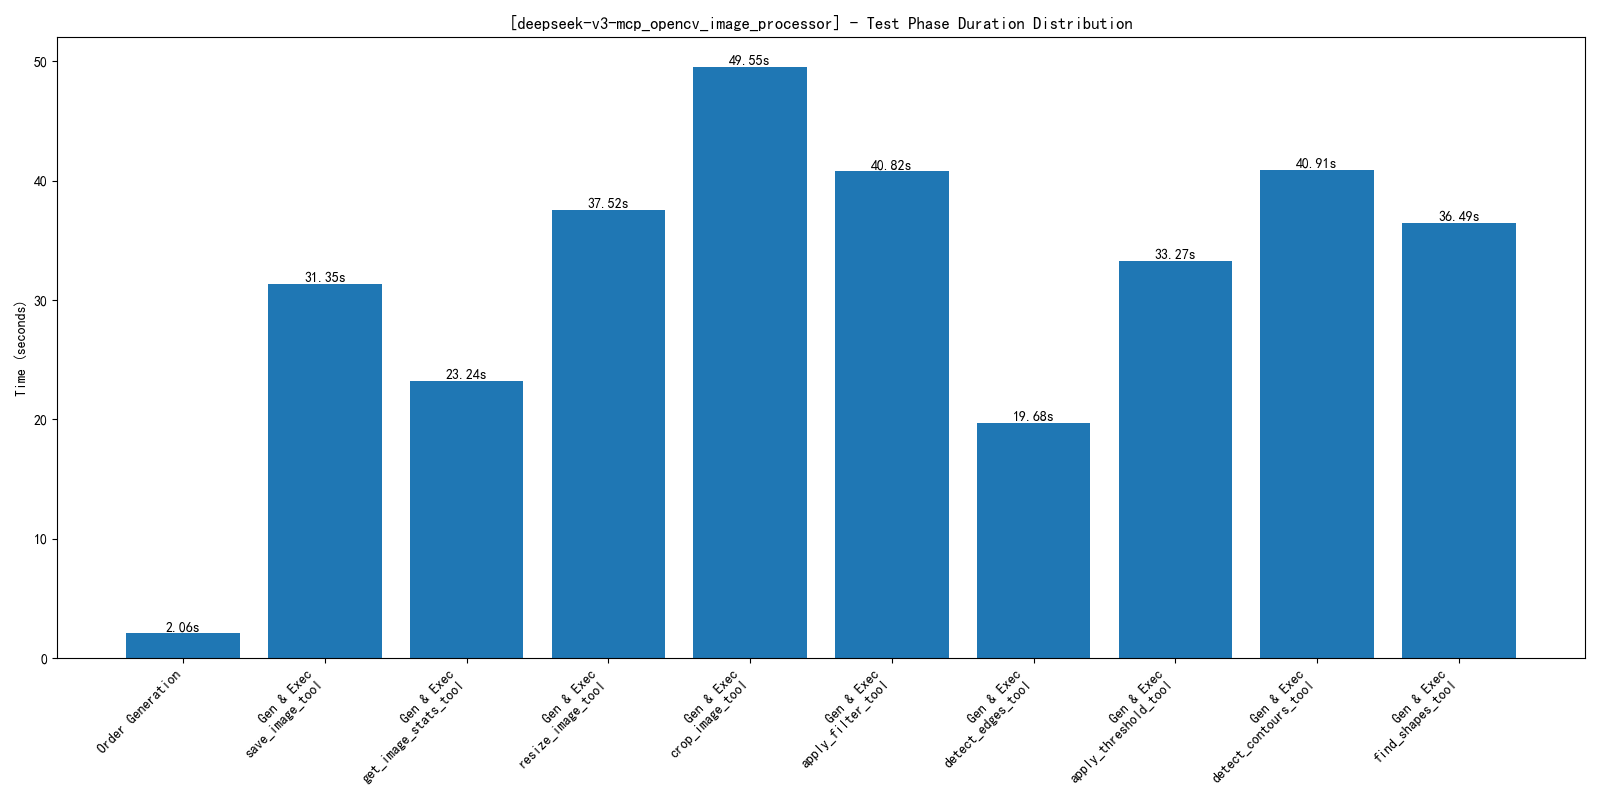 [deepseek-v3-mcp_opencv_image_processor] - Test Phase Duration Distribution
Time (seconds)
50
40
30
20
10
0
2.06s
31.35s
23.24s
37.52s
49.55s
40.82s
19.68s
33.27s
40.91s
36.49s
Order Generation
Gen & Exec
save_image_tool
Gen & Exec
get_image_stats_tool
Gen & Exec
resize_image_tool
Gen & Exec
crop_image_tool
Gen & Exec
apply_filter_tool
Gen & Exec
detect_edges_tool
Gen & Exec
apply_threshold_tool
Gen & Exec
detect_contours_tool
Gen & Exec
find_shapes_tool